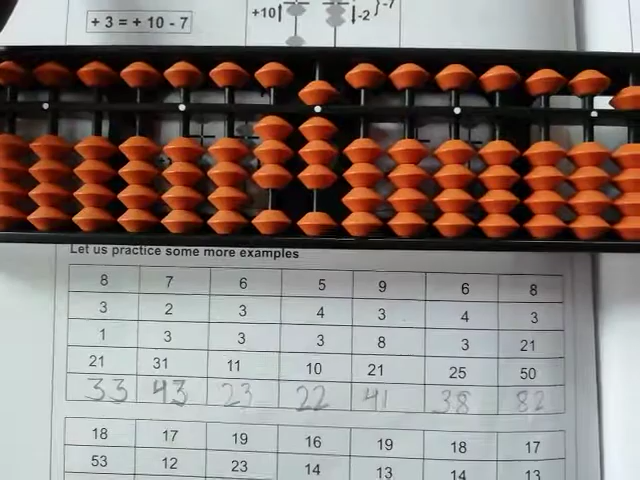 +10 -2 -7
+ 3 = + 10 - 7
Let us practice some more examples
8 7 6 5 9 6 8
3 2 3 4 3 4 3
1 3 3 3 8 3 21
21 31 11 10 21 25 50
33 43 23 22 41 38 82
18 17 19 16 19 18 17
53 12 23 14 13 14 13